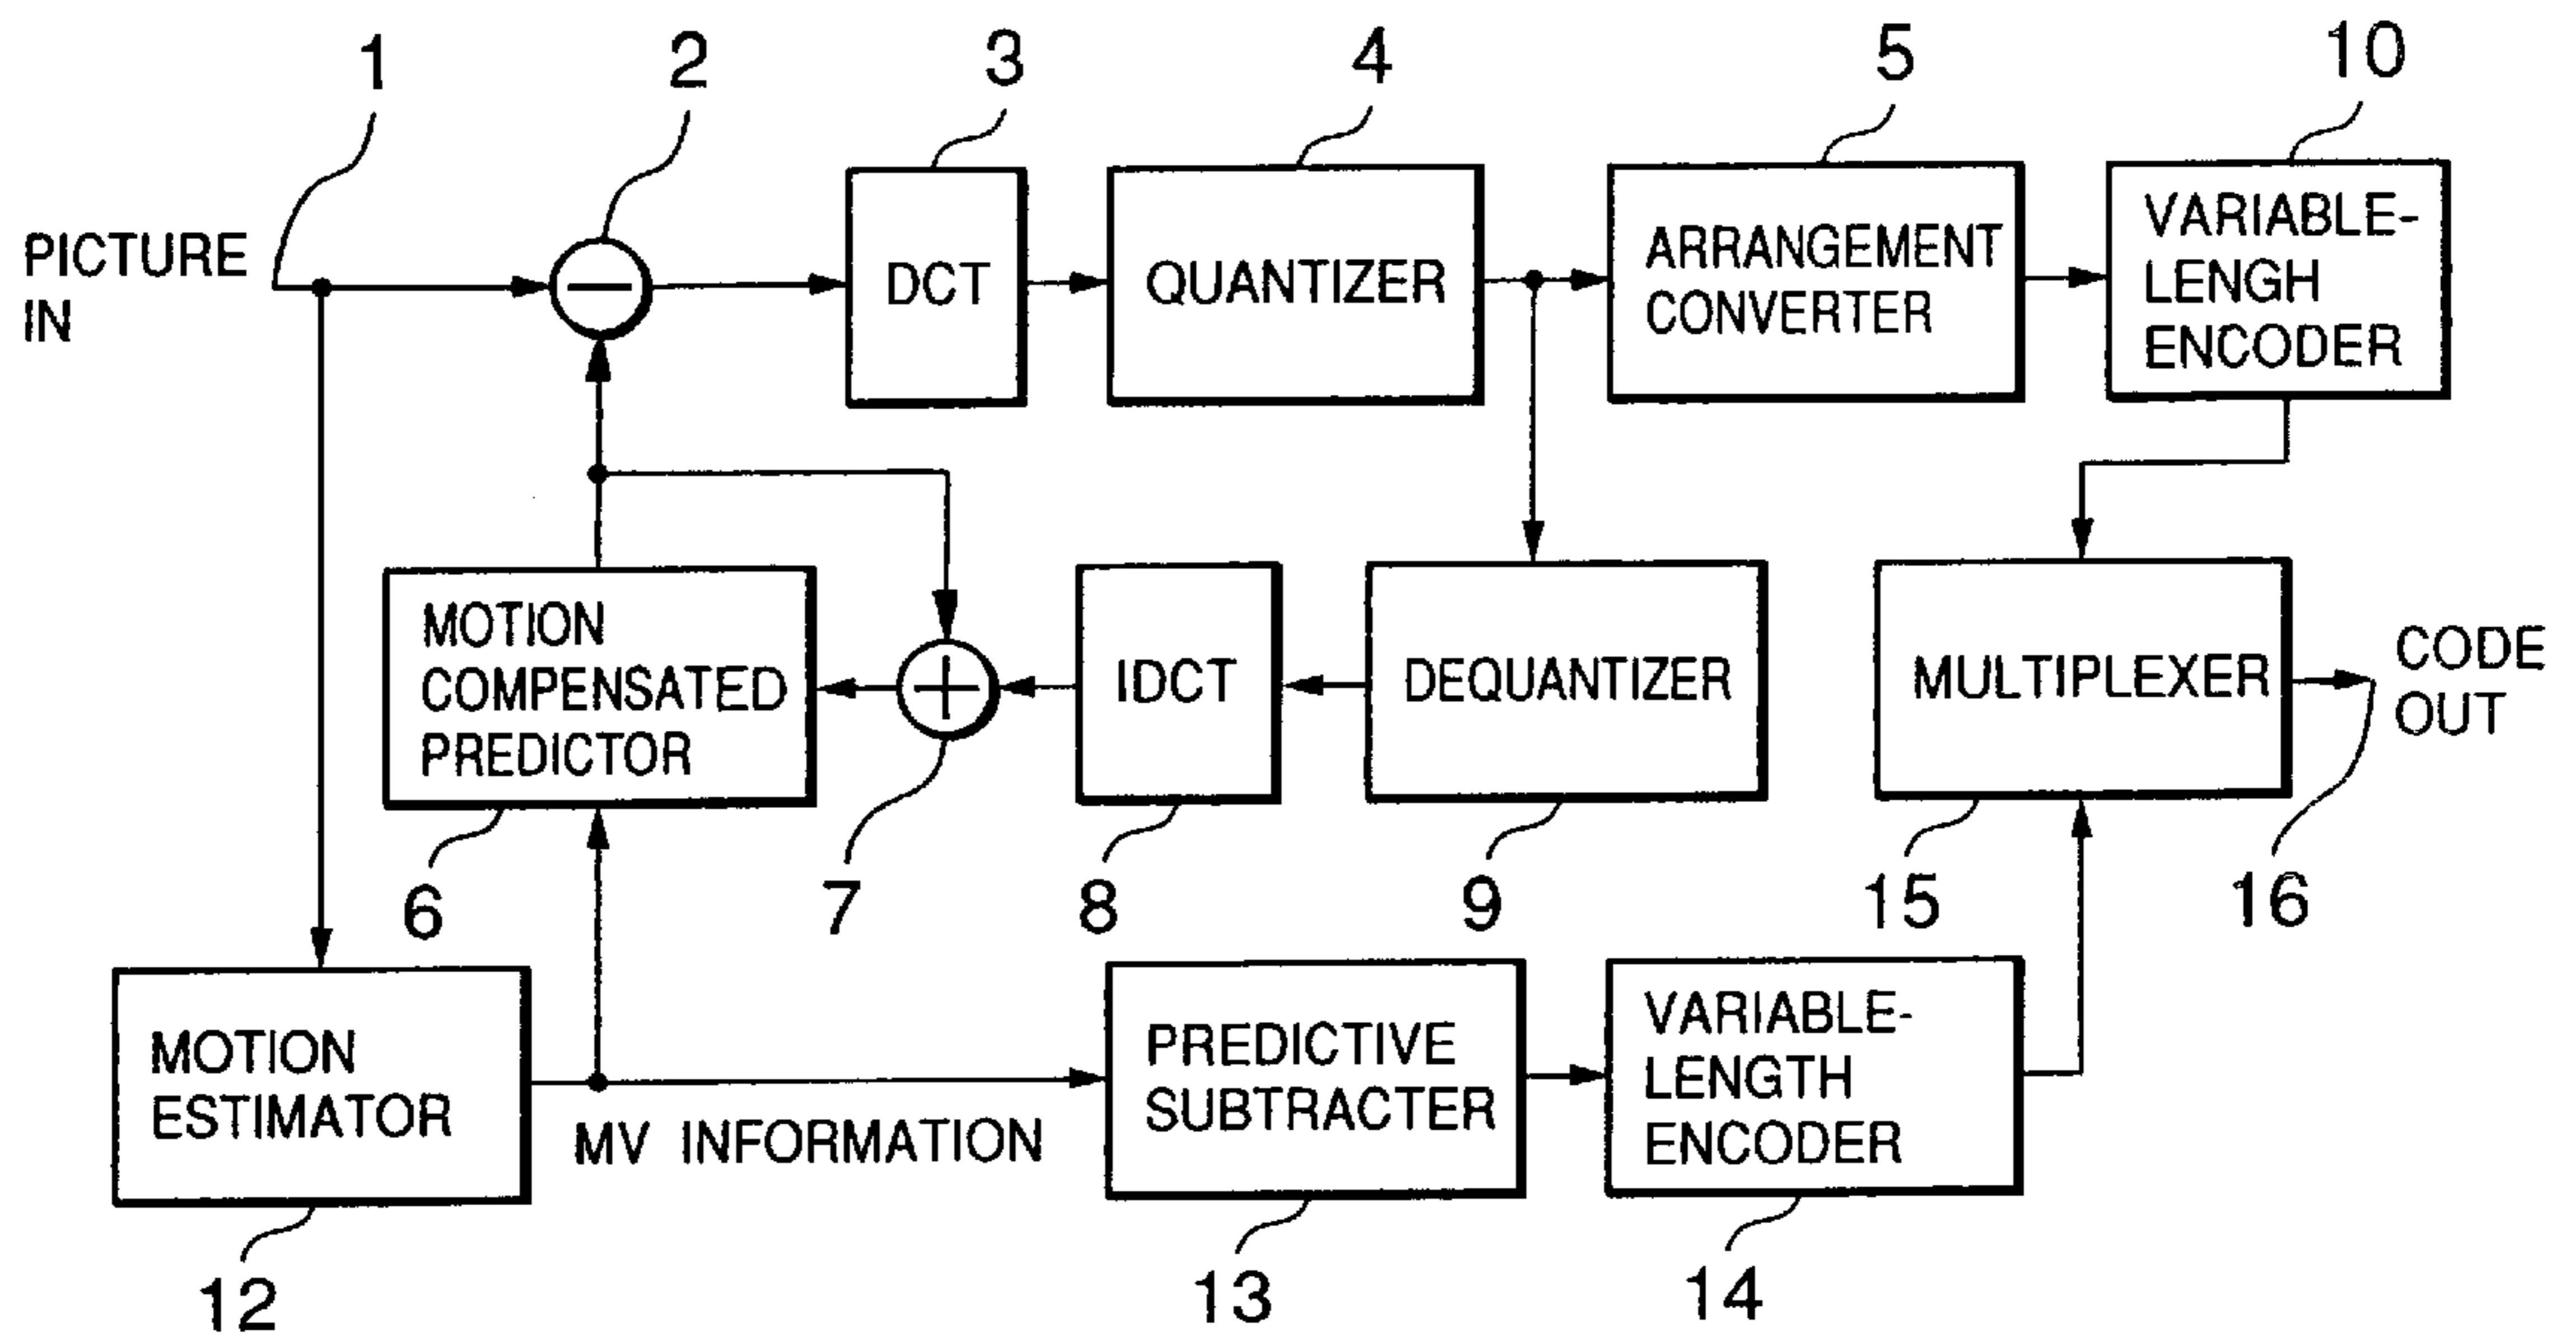 1
2
3
4
5
10
PICTURE
IN
DCT
QUANTIZER
ARRANGEMENT
CONVERTER
VARIABLE-
LENGH
ENCODER
MOTION
COMPENSATED
PREDICTOR
IDCT
DEQUANTIZER
MULTIPLEXER
CODE
OUT
6
7
8
9
15
16
MOTION
ESTIMATOR
MV INFORMATION
PREDICTIVE
SUBTRACTER
VARIABLE-
LENGTH
ENCODER
12
13
14